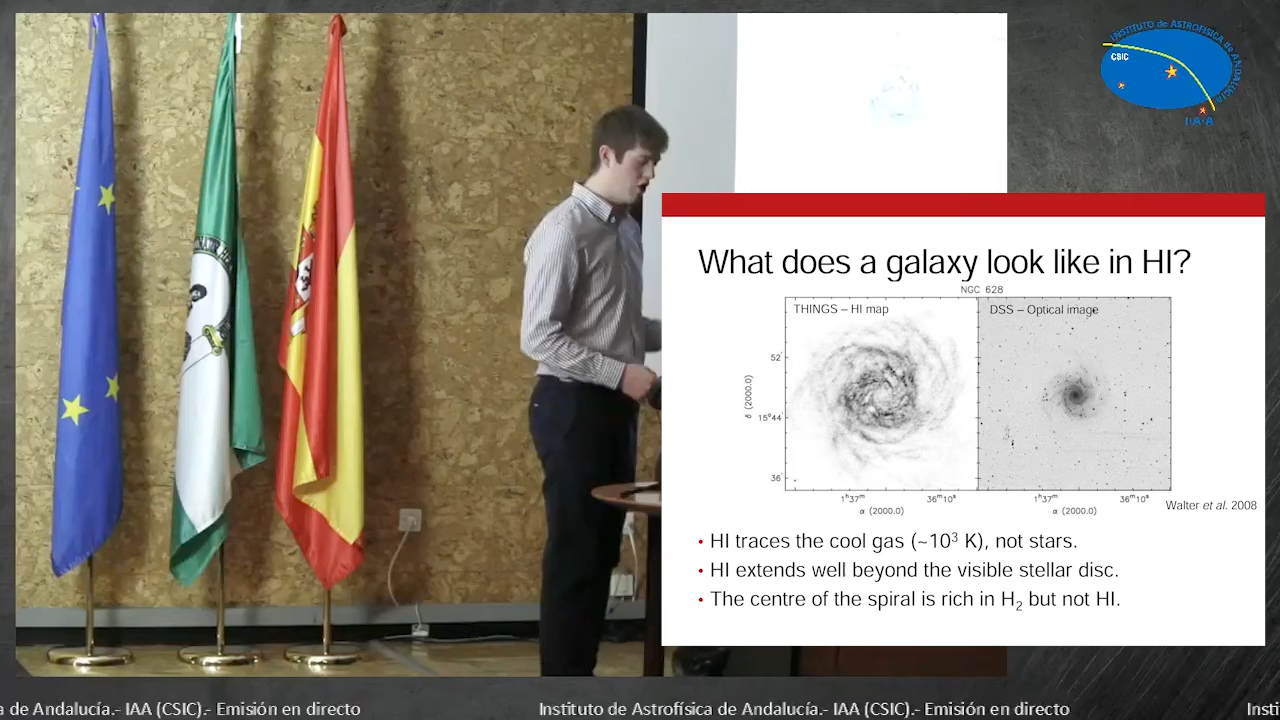 INSTITUTO de ASTROFÍSICA de ANDALUCÍA
CSIC
I·A·A
What does a galaxy look like in HI?
NGC 628
THINGS – HI map
DSS – Optical image
52'
15°44'
36'
δ (2000.0)
1ʰ37ᵐ
36ᵐ10ˢ
1ʰ37ᵐ
36ᵐ10ˢ
α (2000.0)
α (2000.0)
Walter et al. 2008
• HI traces the cool gas (~10³ K), not stars.
• HI extends well beyond the visible stellar disc.
• The centre of the spiral is rich in H₂ but not HI.
a de Andalucía.- IAA (CSIC).- Emisión en directo
Instituto de Astrofísica de Andalucía.- IAA (CSIC).- Emisión en directo
Insti